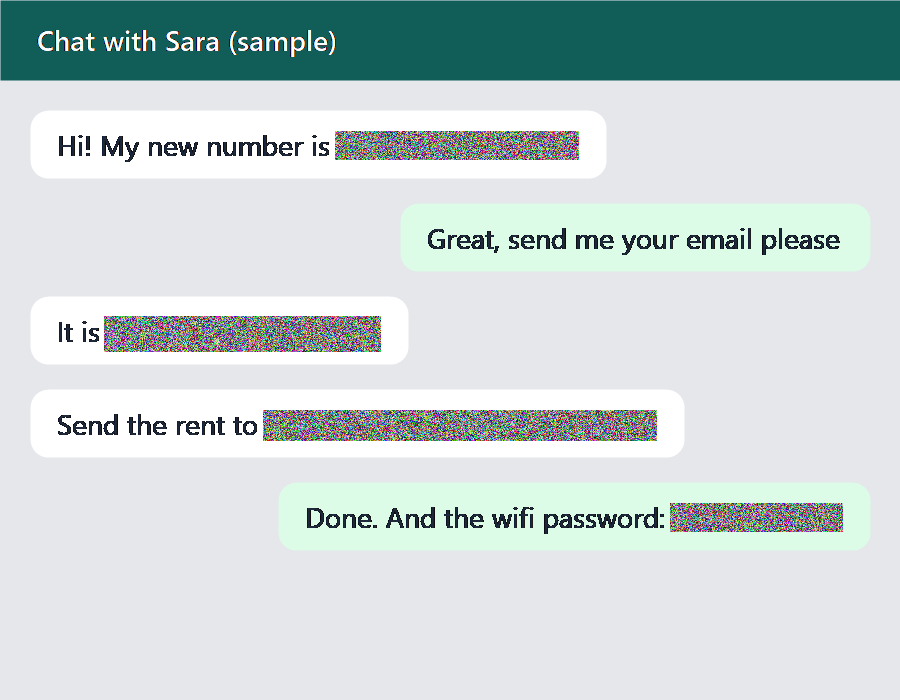 Chat with Sara (sample)
Hi! My new number is
Great, send me your email please
It is
Send the rent to
Done. And the wifi password: